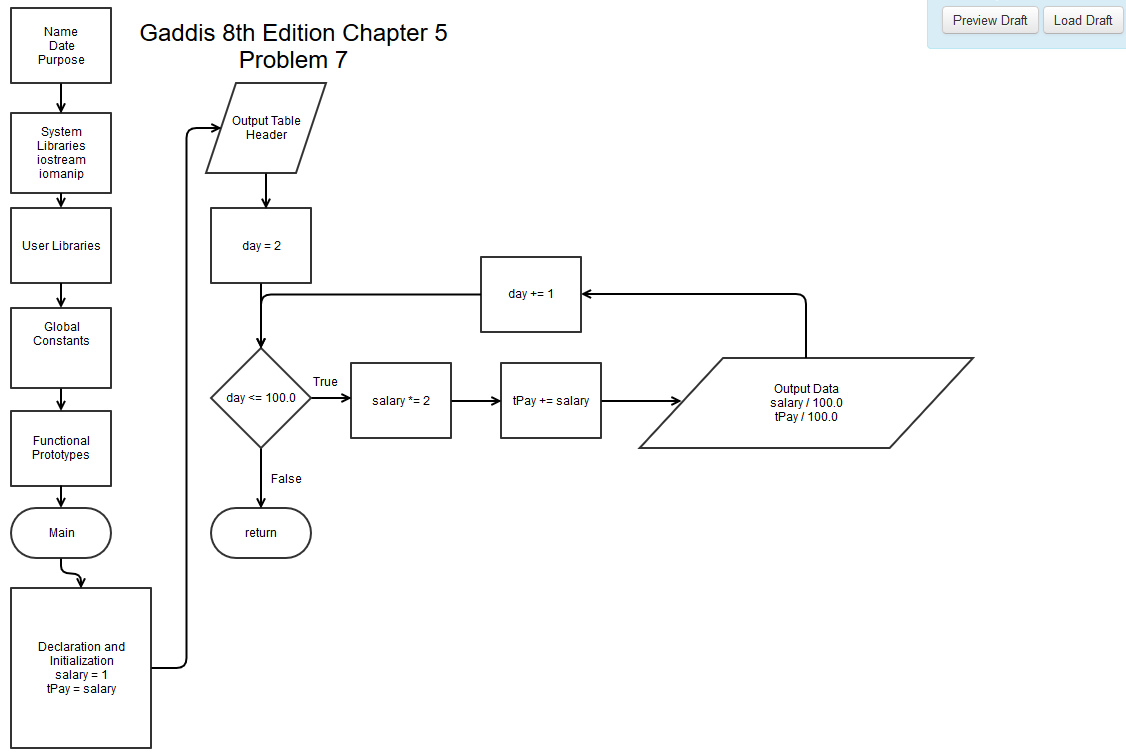 Name
Date
Purpose
Gaddis 8th Edition Chapter 5
Problem 7
Preview Draft
Load Draft
System
Libraries
iostream
iomanip
User Libraries
Global
Constants
Functional
Prototypes
Main
Declaration and
Initialization
salary = 1
tPay = salary
Output Table
Header
day = 2
day <= 100.0
True
salary *= 2
tPay += salary
Output Data
salary / 100.0
tPay / 100.0
day += 1
False
return